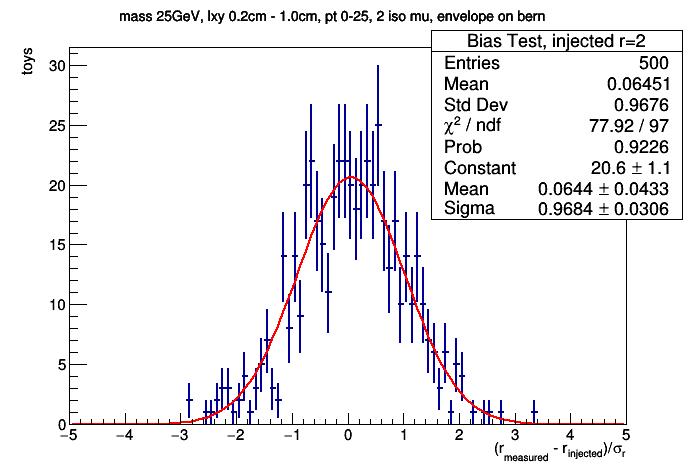 mass 25GeV, lxy 0.2cm - 1.0cm, pt 0-25, 2 iso mu, envelope on bern
Bias Test, injected r=2
Entries 500
Mean 0.06451
Std Dev 0.9676
χ² / ndf 77.92 / 97
Prob 0.9226
Constant 20.6 ± 1.1
Mean 0.0644 ± 0.0433
Sigma 0.9684 ± 0.0306
toys
30
25
20
15
10
5
0
−5 −4 −3 −2 −1 0 1 2 3 4 5
(r_measured - r_injected)/σ_r